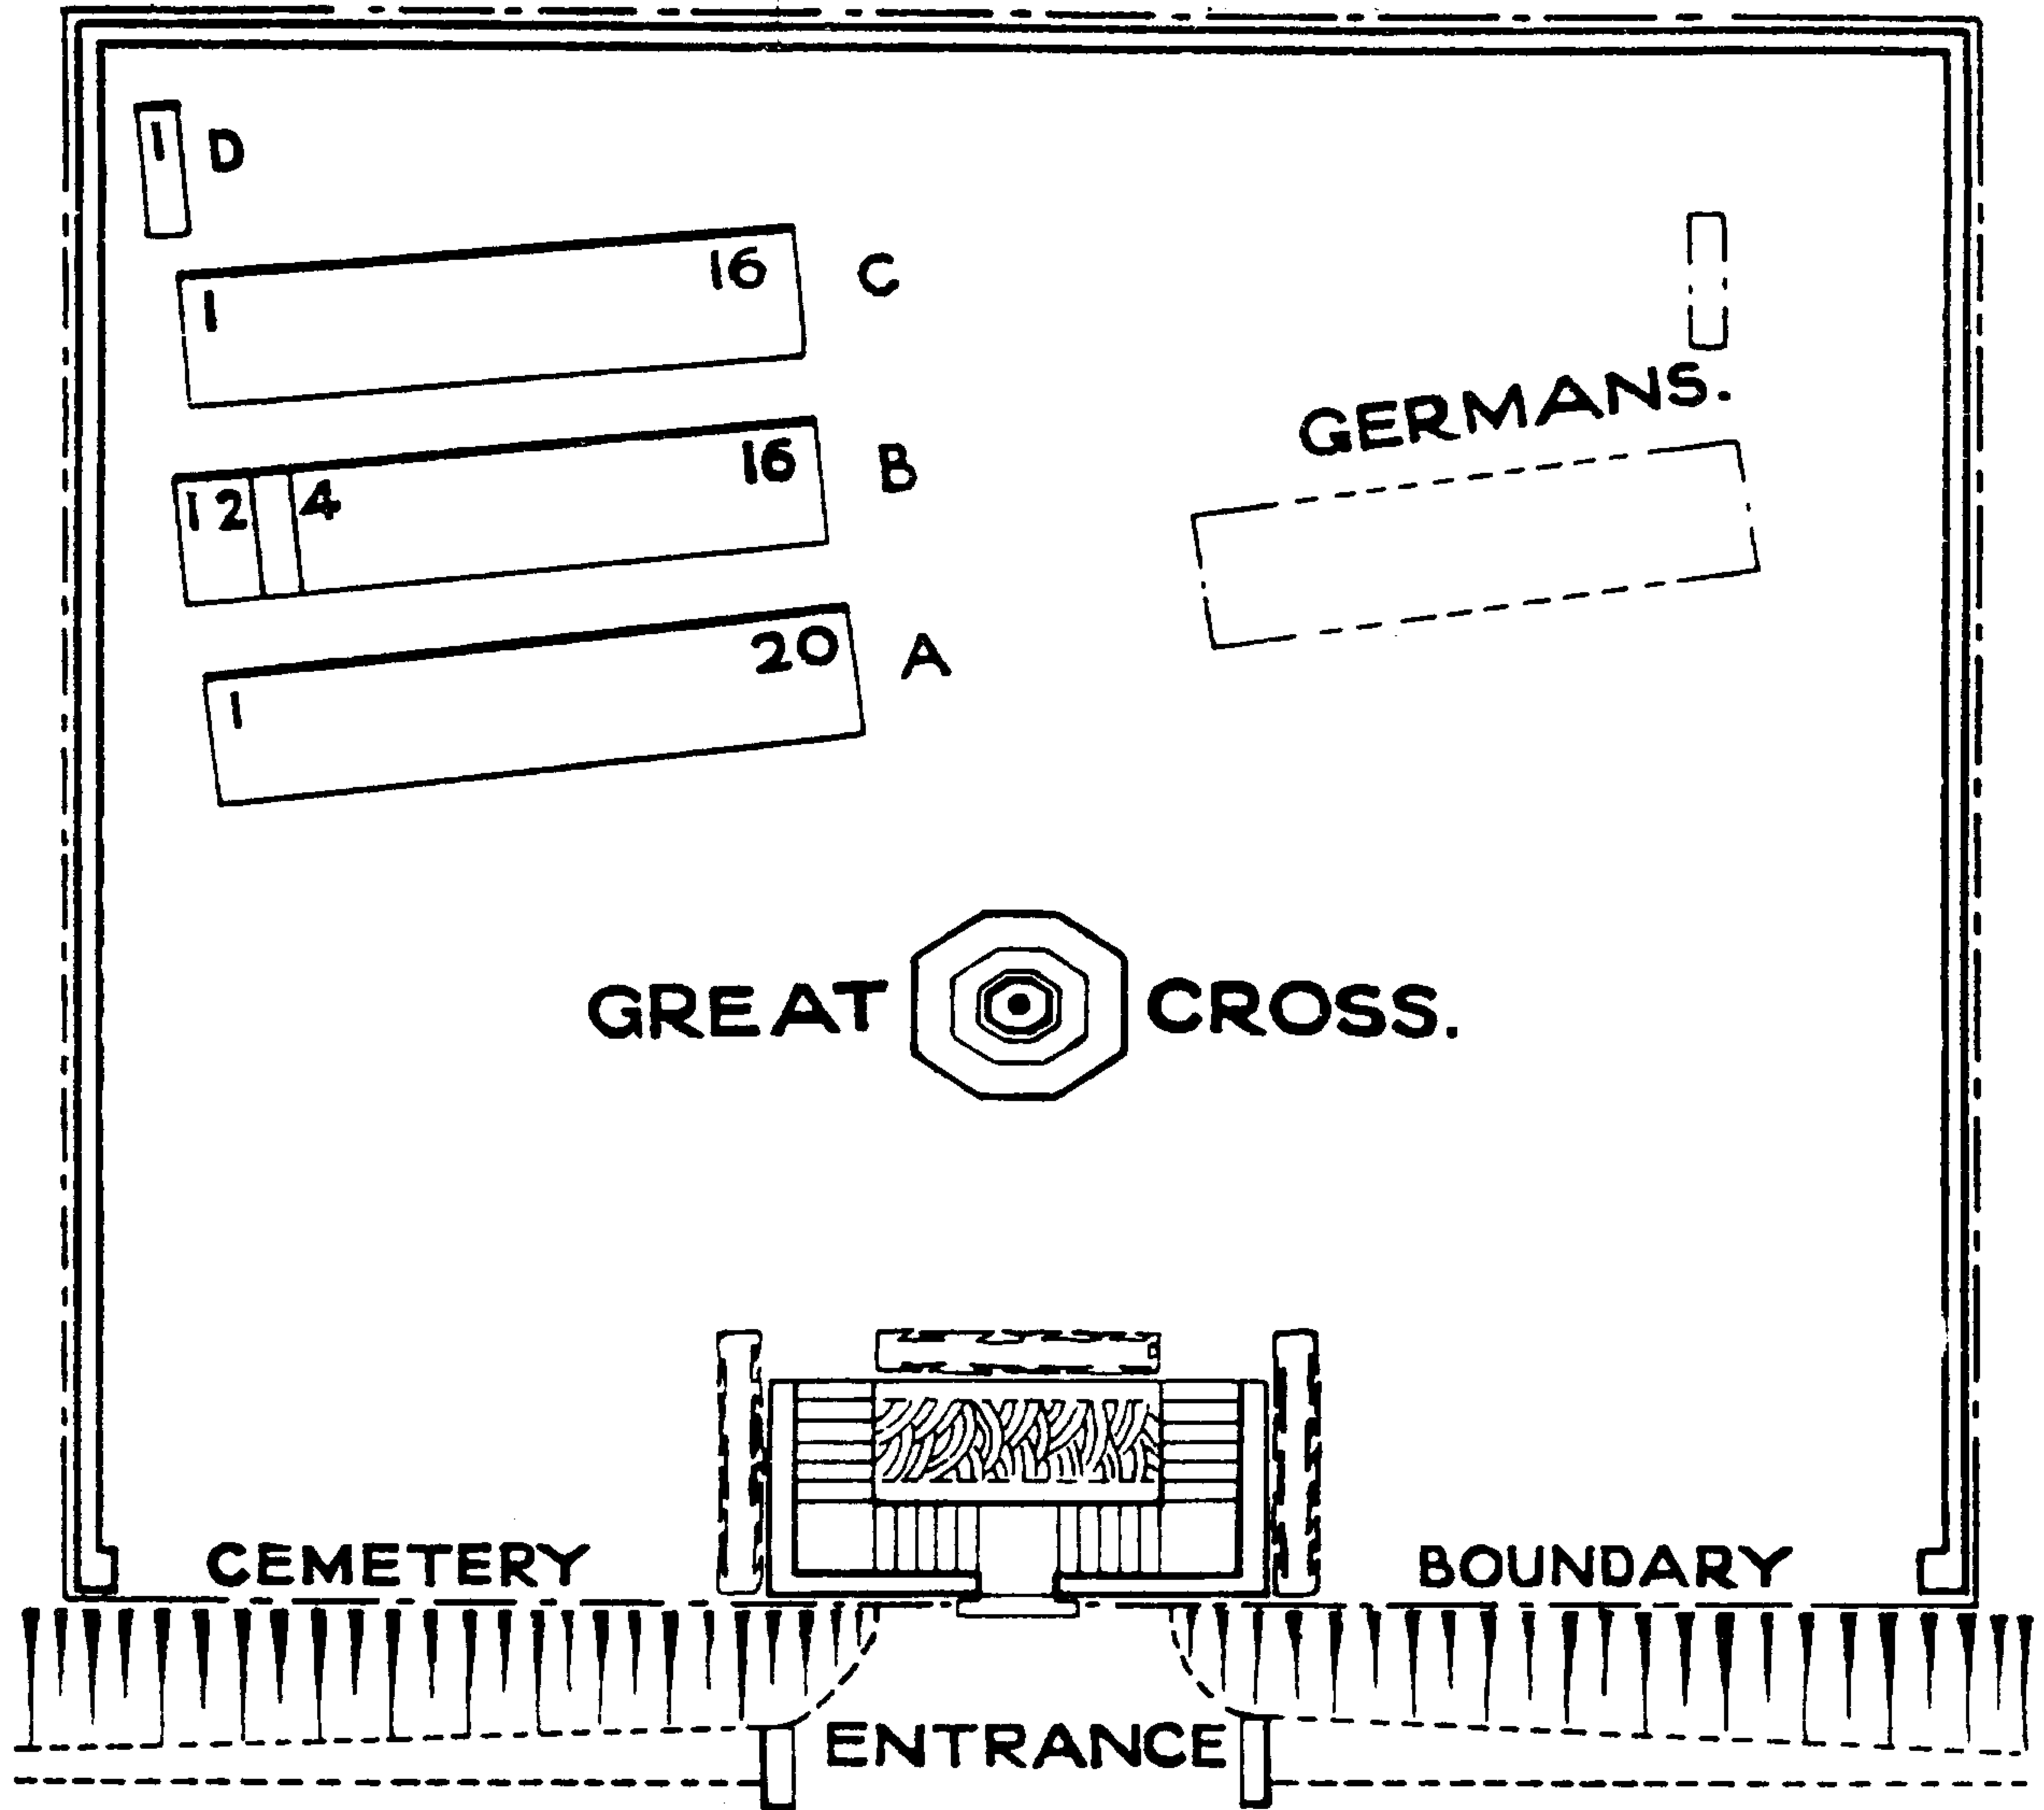 1 D
1 16 C
GERMANS.
1 2 4 16 B
1 20 A
GREAT CROSS.
CEMETERY BOUNDARY
ENTRANCE